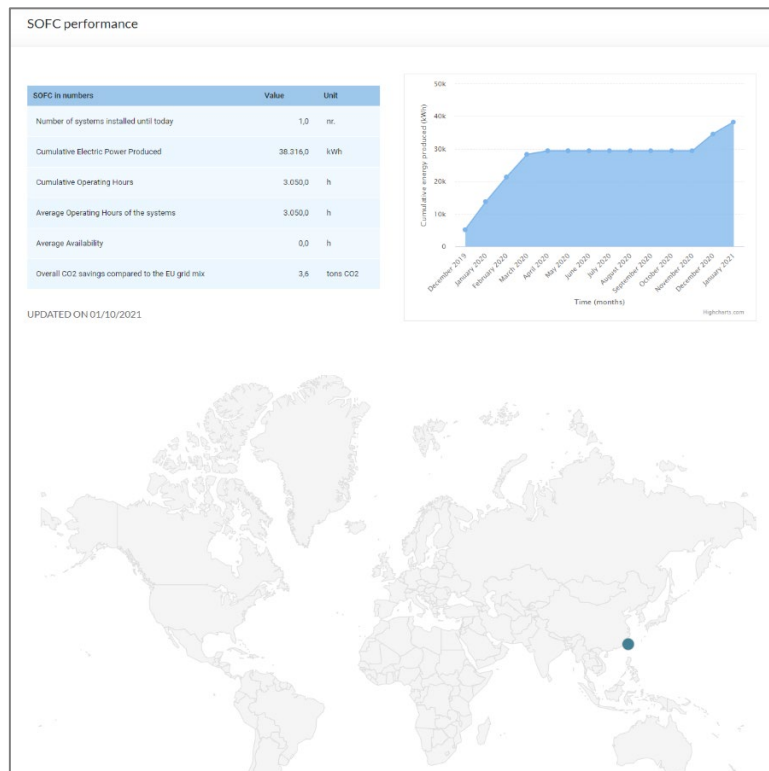 SOFC performance
SOFC in numbers Value Unit
Number of systems installed until today 1,0 nr.
Cumulative Electric Power Produced 38.316,0 kWh
Cumulative Operating Hours 3.050,0 h
Average Operating Hours of the systems 3.050,0 h
Average Availability 0,0 h
Overall CO2 savings compared to the EU grid mix 3,6 tons CO2
UPDATED ON 01/10/2021
Cumulative energy produced (kWh)
50k
40k
30k
20k
10k
0
December 2019
January 2020
February 2020
March 2020
April 2020
May 2020
June 2020
July 2020
August 2020
September 2020
October 2020
November 2020
December 2020
January 2021
Time (months)
Highcharts.com